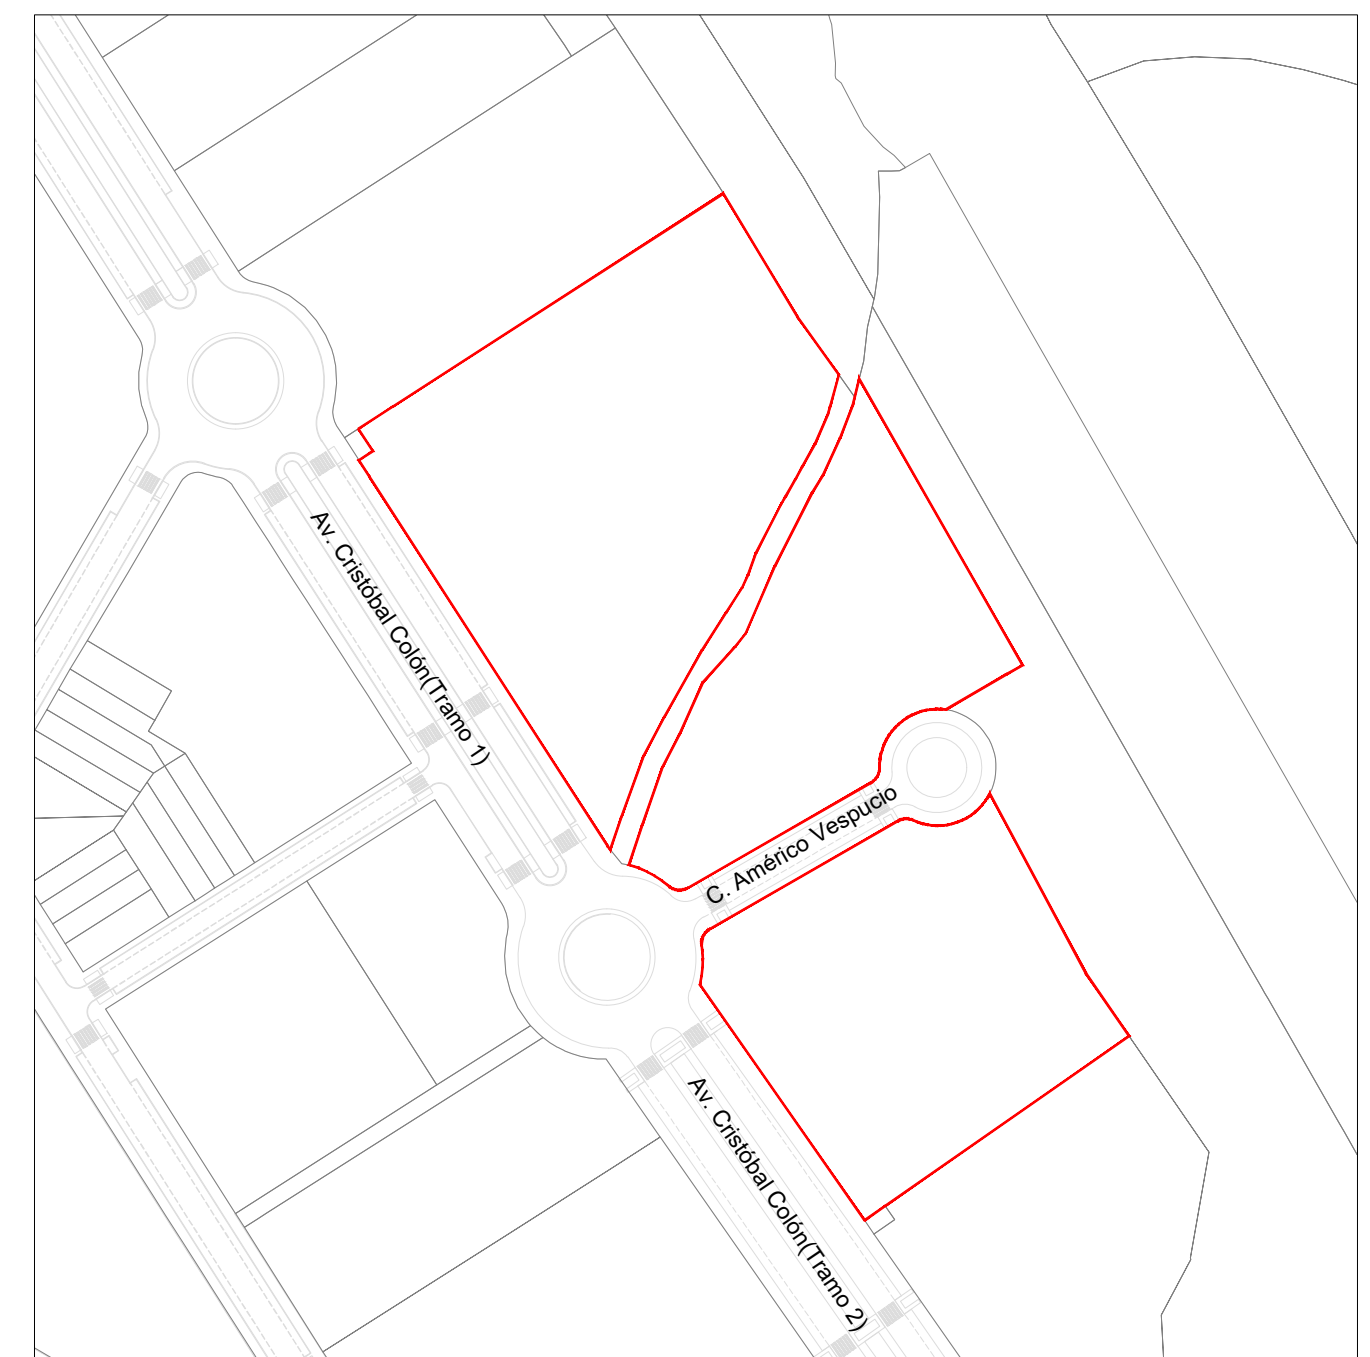 Av. Cristóbal Colón(Tramo 1)
C. Américo Vespucio
Av. Cristóbal Colón(Tramo 2)